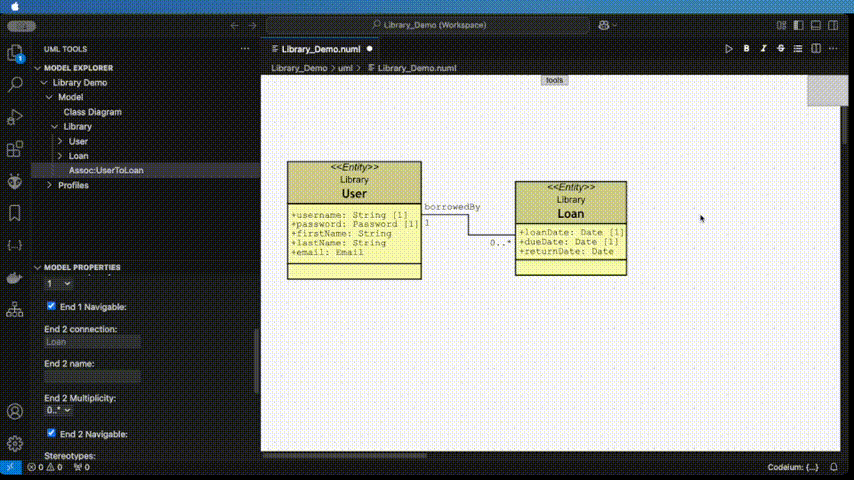 Library_Demo (Workspace)
UML TOOLS
MODEL EXPLORER
Library Demo
Model
Class Diagram
Library
User
Loan
Assoc:UserToLoan
Profiles
MODEL PROPERTIES
1
End 1 Navigable:
End 2 connection:
Loan
End 2 name:
End 2 Multiplicity:
0..*
End 2 Navigable:
Stereotypes:
Library_Demo.numl
Library_Demo > uml > Library_Demo.numl
tools
<<Entity>>
Library
User
+username: String [1]
+password: Password [1]
+firstName: String
+lastName: String
+email: Email
borrowedBy
1
0..*
<<Entity>>
Library
Loan
+loanDate: Date [1]
+dueDate: Date [1]
+returnDate: Date
1
B
I
S
0 0 0
Codeium: {...}